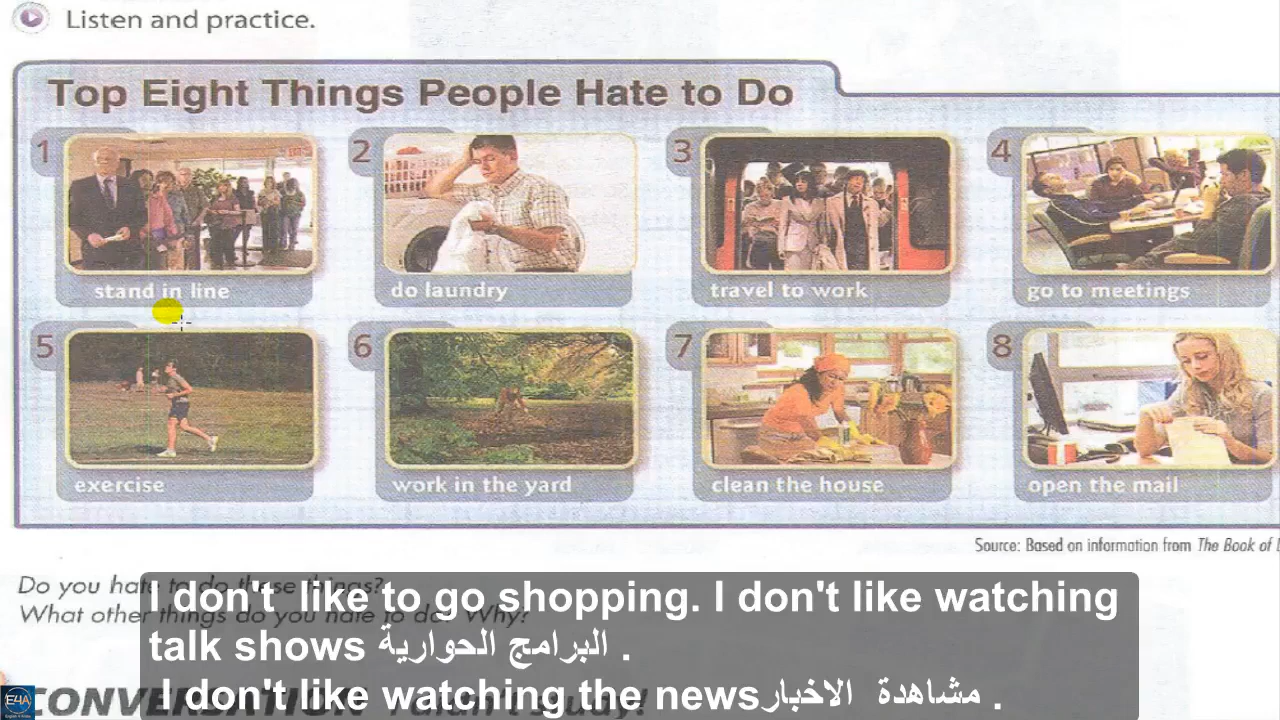 Listen and practice.
Top Eight Things People Hate to Do
1
2
3
4
stand in line
do laundry
travel to work
go to meetings
5
6
7
8
exercise
work in the yard
clean the house
open the mail
Source: Based on information from The Book of
Do you hate to do these things?
What other things do you hate to do? Why?
I don't like to go shopping. I don't like watching
talk shows البرامج الحوارية .
I don't like watching the news مشاهدة الاخبار .
CONVERSATION I didn't study!
E4A